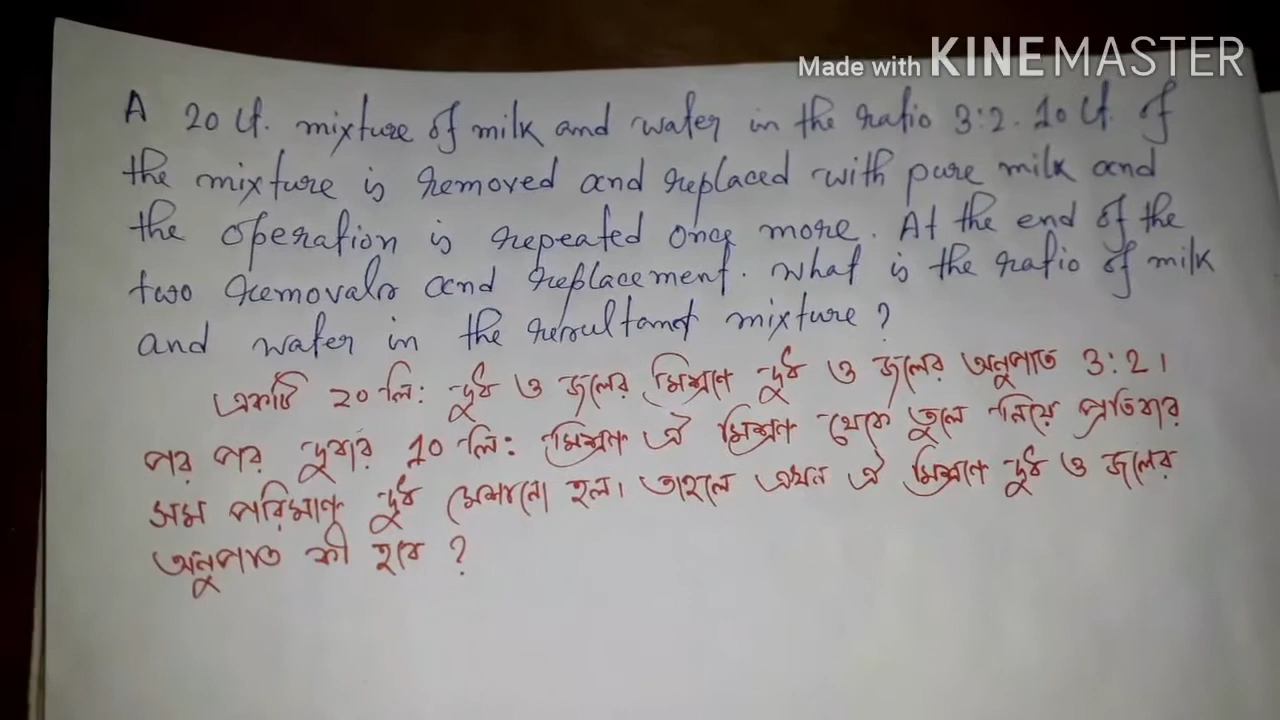 Made with KINEMASTER
A 20 Lt. mixture of milk and water in the ratio 3:2. 10 Lt. of
the mixture is removed and replaced with pure milk and
the operation is repeated once more. At the end of the
two removals and replacement. what is the ratio of milk
and water in the resultant mixture?
একটি ২০ লি: দুধ ও জলের মিশ্রণে দুধ ও জলের অনুপাত 3:2।
পর পর দুবার 10 লি: মিশ্রণ ঐ মিশ্রণ থেকে তুলে নিয়ে প্রতিবার
সম পরিমাণ দুধ মেশানো হল। তাহলে এখন ঐ মিশ্রণে দুধ ও জলের
অনুপাত কী হবে ?